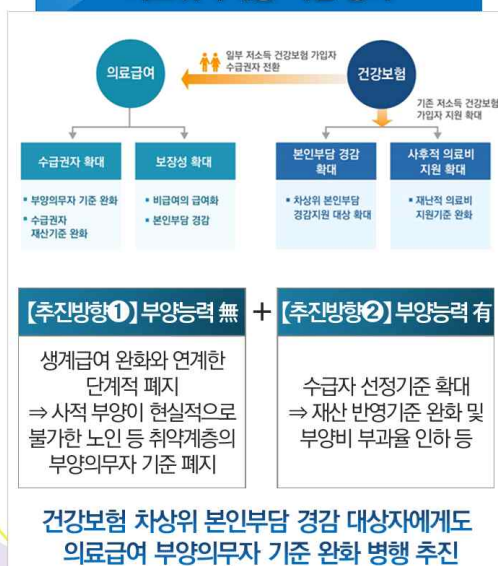 일부 저소득 건강보험 가입자
수급권자 전환
의료급여
건강보험
기존 저소득 건강보험
가입자 지원 확대
수급권자 확대
보장성 확대
본인부담 경감
확대
사후적 의료비
지원 확대
▪ 부양의무자 기준 완화
▪ 수급권자
재산기준 완화
▪ 비급여의 급여화
▪ 본인부담 경감
▪ 차상위 본인부담
경감지원 대상 확대
▪ 재난적 의료비
지원기준 완화
【추진방향❶】부양능력 無
+
【추진방향❷】부양능력 有
생계급여 완화와 연계한
단계적 폐지
⇒ 사적 부양이 현실적으로
불가한 노인 등 취약계층의
부양의무자 기준 폐지
수급자 선정기준 확대
⇒ 재산 반영기준 완화 및
부양비 부과율 인하 등
건강보험 차상위 본인부담 경감 대상자에게도
의료급여 부양의무자 기준 완화 병행 추진